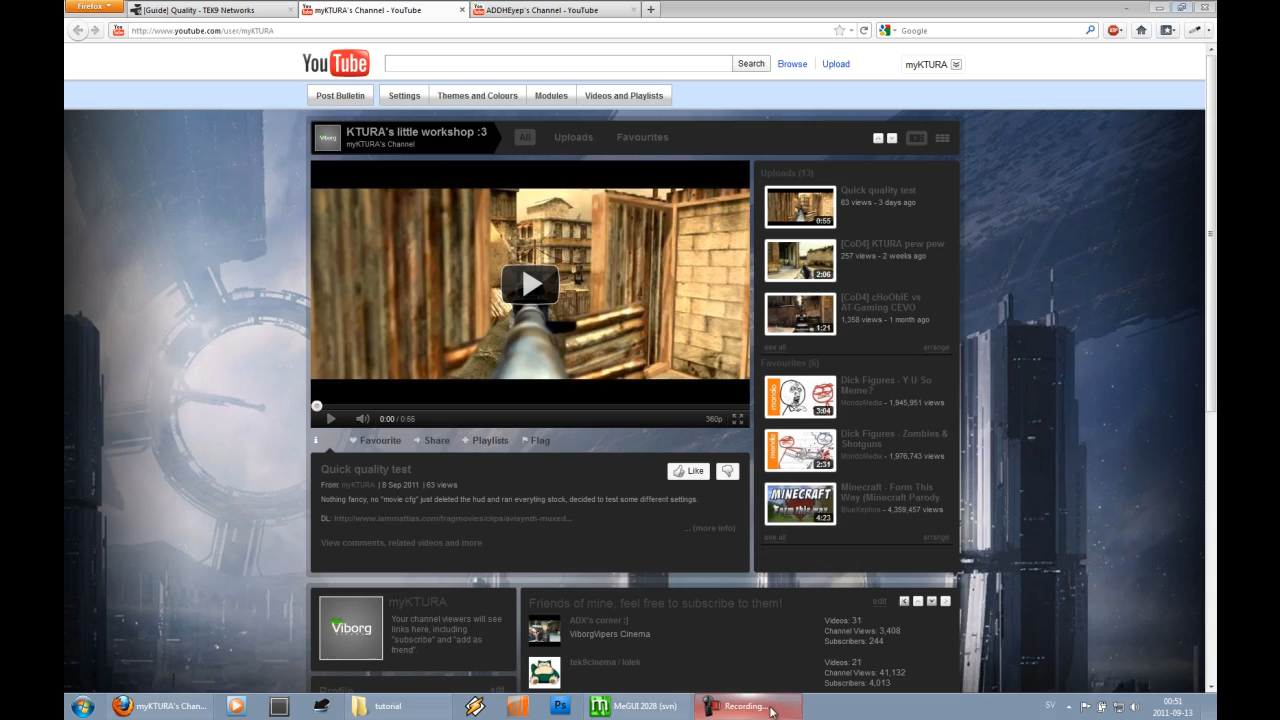 Firefox
[Guide] Quality - TEK9 Networks
myKTURA's Channel - YouTube
ADDHEyep's Channel - YouTube
http://www.youtube.com/user/myKTURA
Google
You Tube
Search
Browse
Upload
myKTURA
Post Bulletin
Settings
Themes and Colours
Modules
Videos and Playlists
Viborg
KTURA's little workshop :3
myKTURA's Channel
All
Uploads
Favourites
Uploads (13)
Quick quality test
63 views - 3 days ago
0:55
[CoD4] KTURA pew pew
257 views - 2 weeks ago
2:06
[CoD4] cHoObiE vs
AT-Gaming CEVO
1,358 views - 1 month ago
1:21
see all
arrange
Favourites (6)
Dick Figures - Y U So
Meme?
MondoMedia - 1,945,951 views
mondo
3:04
Dick Figures - Zombies &
Shotguns
MondoMedia - 1,976,743 views
mondo
2:31
Minecraft - Form This
Way (Minecraft Parody
BlueXephos - 4,359,457 views
MINECRAFT
Form this way
4:23
see all
arrange
0:00 / 0:55
360p
Favourite
Share
Playlists
Flag
Quick quality test
Like
From: myKTURA | 8 Sep 2011 | 63 views
Nothing fancy, no "movie cfg" just deleted the hud and ran everyting stock, decided to test some different settings.
DL: http://www.iammattias.com/fragmovies/clips/avisynth-muxed...
... (more info)
View comments, related videos and more
Viborg
myKTURA
Your channel viewers will see
links here, including
"subscribe" and "add as
friend".
Profile
edit
Friends of mine, feel free to subscribe to them!
edit
ADX's corner ;]
ViborgVipers Cinema
Videos: 31
Channel Views: 3,408
Subscribers: 244
tek9cinema / lolek
Videos: 21
Channel Views: 41,132
Subscribers: 4,013
myKTURA's Chan...
tutorial
Ps
MeGUI 2028 (svn)
Recording...
SV
00:51
2011-09-13